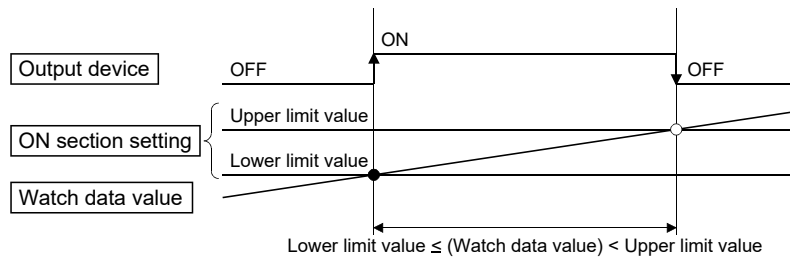 ON
Output device
OFF
OFF
Upper limit value
ON section setting
Lower limit value
Watch data value
Lower limit value ≤ (Watch data value) < Upper limit value